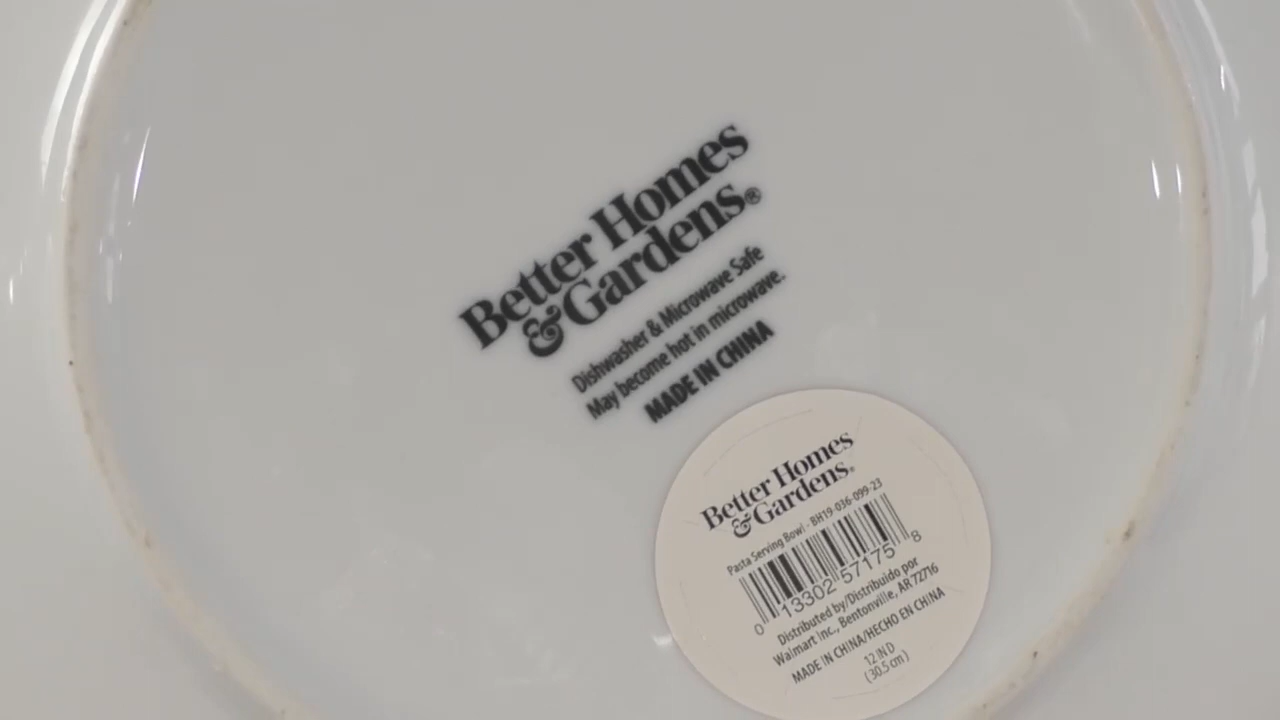 Better Homes
&Gardens®
Dishwasher & Microwave Safe
May become hot in microwave.
MADE IN CHINA
Better Homes
&Gardens®
Pasta Serving Bowl - BH19-036-099-23
0 13302 57175 8
Distributed by/Distribuido por
Walmart Inc., Bentonville, AR 72716
MADE IN CHINA/HECHO EN CHINA
12 IN D
(30.5 cm)